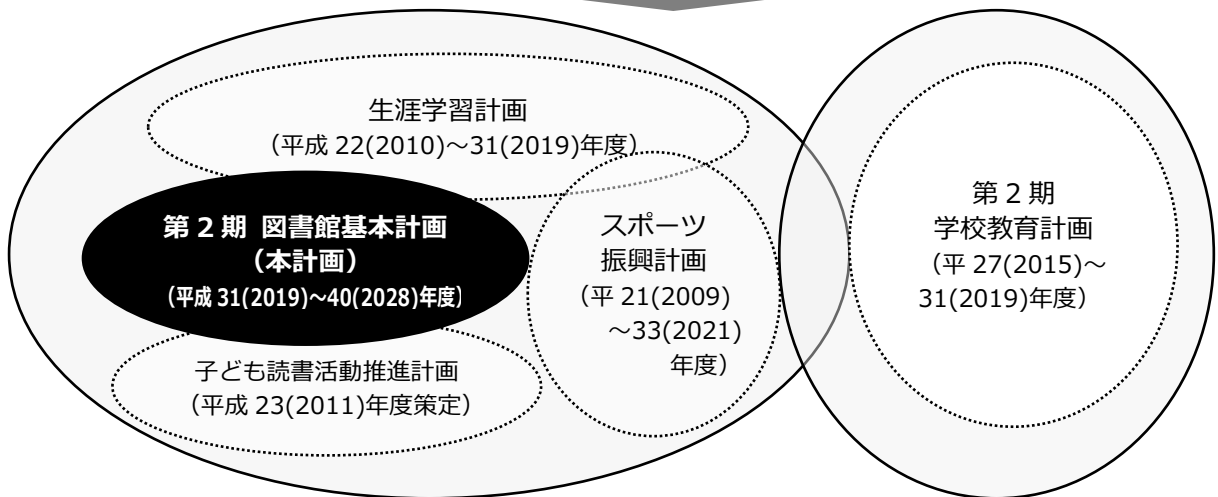 生涯学習計画
（平成 22(2010)～31(2019)年度）
第 2 期 図書館基本計画
（本計画）
（平成 31(2019)～40(2028)年度）
子ども読書活動推進計画
（平成 23(2011)年度策定）
スポーツ
振興計画
（平 21(2009)
～33(2021)
年度）
第 2 期
学校教育計画
（平 27(2015)～
31(2019)年度）